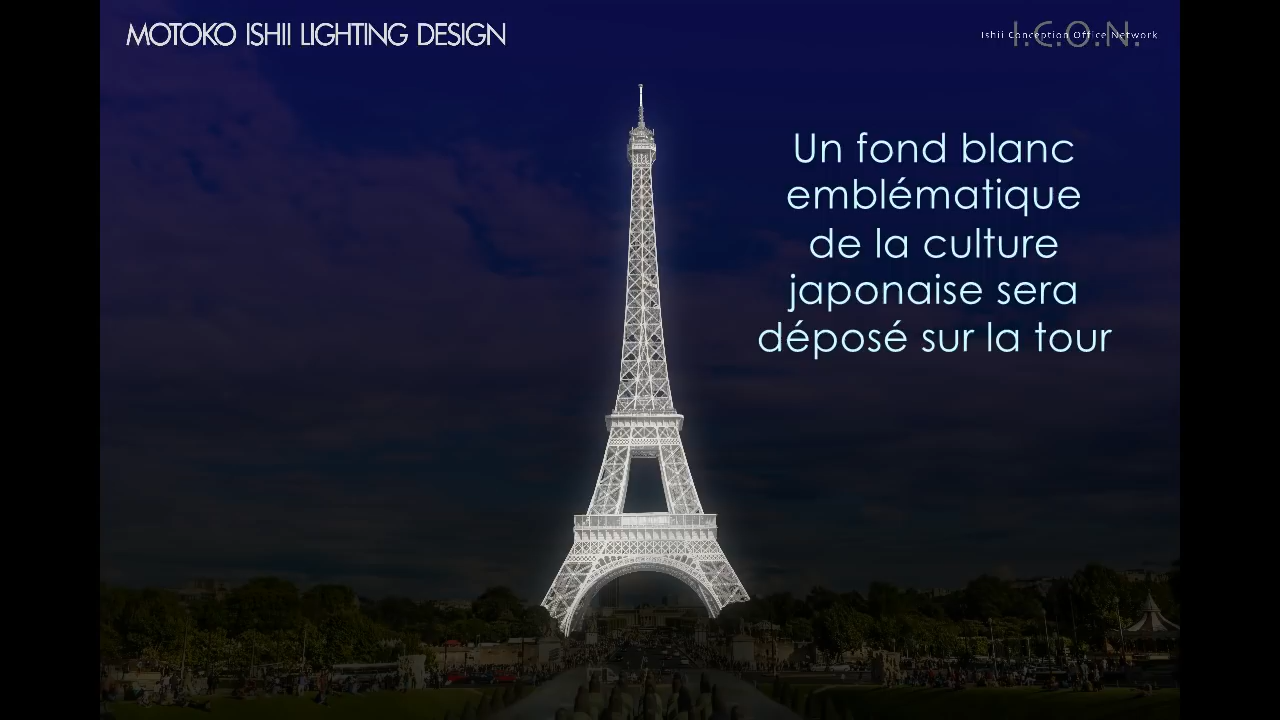 MOTOKO ISHII LIGHTING DESIGN
I.C.O.N.
Ishii Conception Office Network
Un fond blanc
emblématique
de la culture
japonaise sera
déposé sur la tour